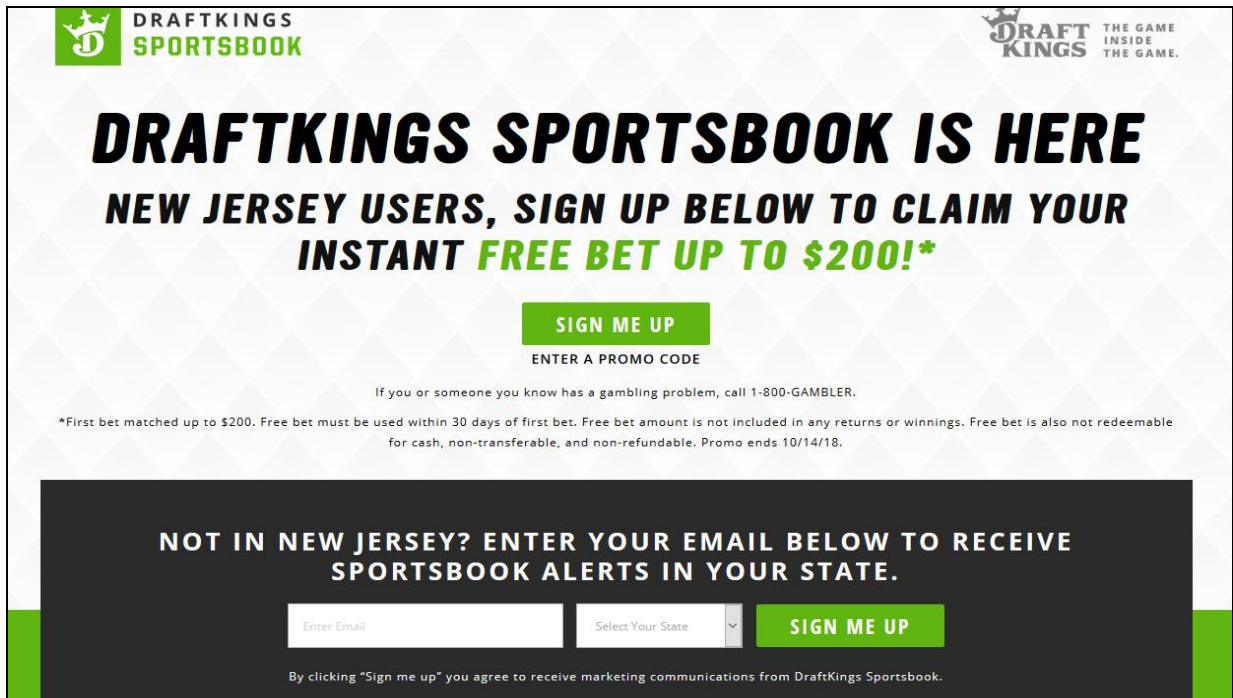 DRAFTKINGS
SPORTSBOOK
DRAFT
KINGS
THE GAME
INSIDE
THE GAME.
DRAFTKINGS SPORTSBOOK IS HERE
NEW JERSEY USERS, SIGN UP BELOW TO CLAIM YOUR
INSTANT FREE BET UP TO $200!*
SIGN ME UP
ENTER A PROMO CODE
If you or someone you know has a gambling problem, call 1-800-GAMBLER.
*First bet matched up to $200. Free bet must be used within 30 days of first bet. Free bet amount is not included in any returns or winnings. Free bet is also not redeemable
for cash, non-transferable, and non-refundable. Promo ends 10/14/18.
NOT IN NEW JERSEY? ENTER YOUR EMAIL BELOW TO RECEIVE
SPORTSBOOK ALERTS IN YOUR STATE.
Enter Email
Select Your State
SIGN ME UP
By clicking “Sign me up” you agree to receive marketing communications from DraftKings Sportsbook.